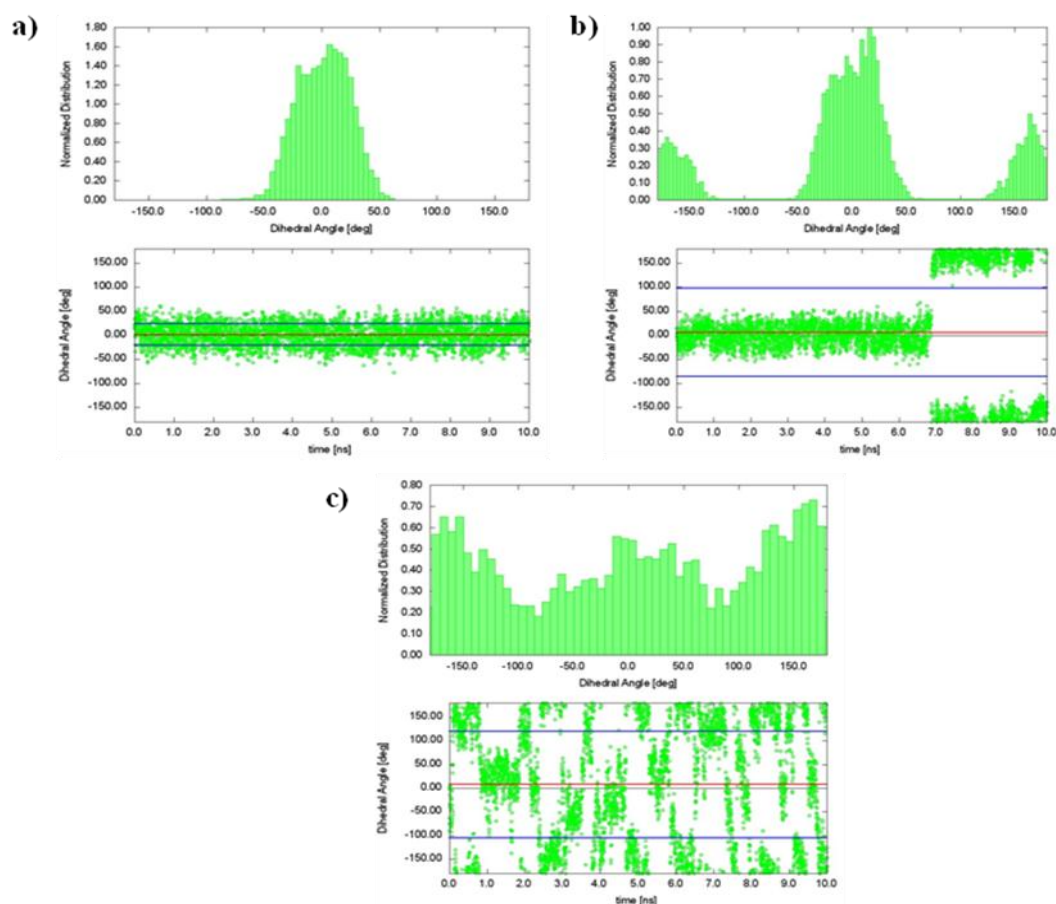 a)
1.80
1.60
1.40
1.20
1.00
0.80
0.60
0.40
0.20
0.00
Normalized Distribution
-150.0 -100.0 -50.0 0.0 50.0 100.0 150.0
Dihedral Angle [deg]
150.00
100.00
50.00
0.00
-50.00
-100.00
-150.00
Dihedral Angle [deg]
0.0 1.0 2.0 3.0 4.0 5.0 6.0 7.0 8.0 9.0 10.0
time [ns]
b)
1.00
0.90
0.80
0.70
0.60
0.50
0.40
0.30
0.20
0.10
0.00
Normalized Distribution
-150.0 -100.0 -50.0 0.0 50.0 100.0 150.0
Dihedral Angle [deg]
150.00
100.00
50.00
0.00
-50.00
-100.00
-150.00
Dihedral Angle [deg]
0.0 1.0 2.0 3.0 4.0 5.0 6.0 7.0 8.0 9.0 10.0
time [ns]
c)
0.80
0.70
0.60
0.50
0.40
0.30
0.20
0.10
0.00
Normalized Distribution
-150.0 -100.0 -50.0 0.0 50.0 100.0 150.0
Dihedral Angle [deg]
150.00
100.00
50.00
0.00
-50.00
-100.00
-150.00
Dihedral Angle [deg]
0.0 1.0 2.0 3.0 4.0 5.0 6.0 7.0 8.0 9.0 10.0
time [ns]